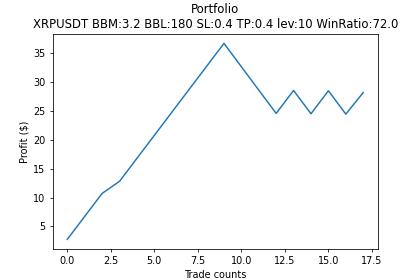 Portfolio
XRPUSDT BBM:3.2 BBL:180 SL:0.4 TP:0.4 lev:10 WinRatio:72.0
35
30
25
20
15
10
5
Profit ($)
0.0 2.5 5.0 7.5 10.0 12.5 15.0 17.5
Trade counts